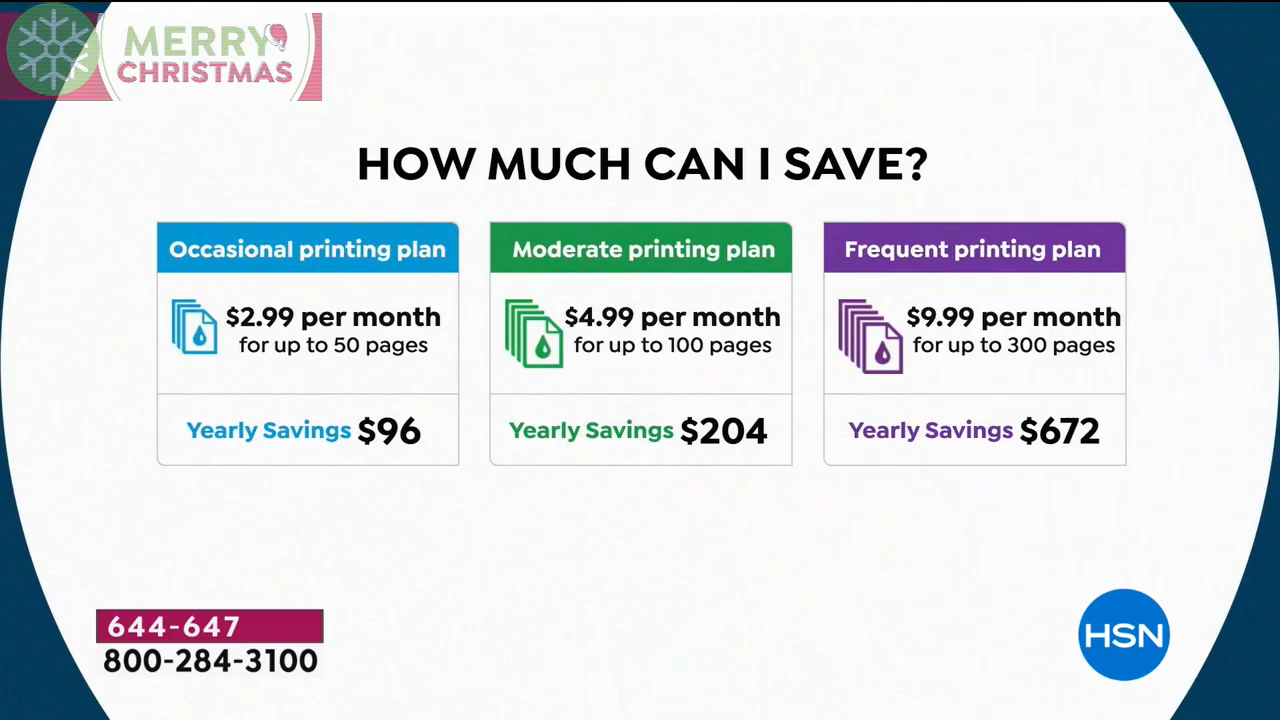 MERRY
CHRISTMAS
HOW MUCH CAN I SAVE?
Occasional printing plan
$2.99 per month
for up to 50 pages
Yearly Savings $96
Moderate printing plan
$4.99 per month
for up to 100 pages
Yearly Savings $204
Frequent printing plan
$9.99 per month
for up to 300 pages
Yearly Savings $672
644-647
800-284-3100
HSN